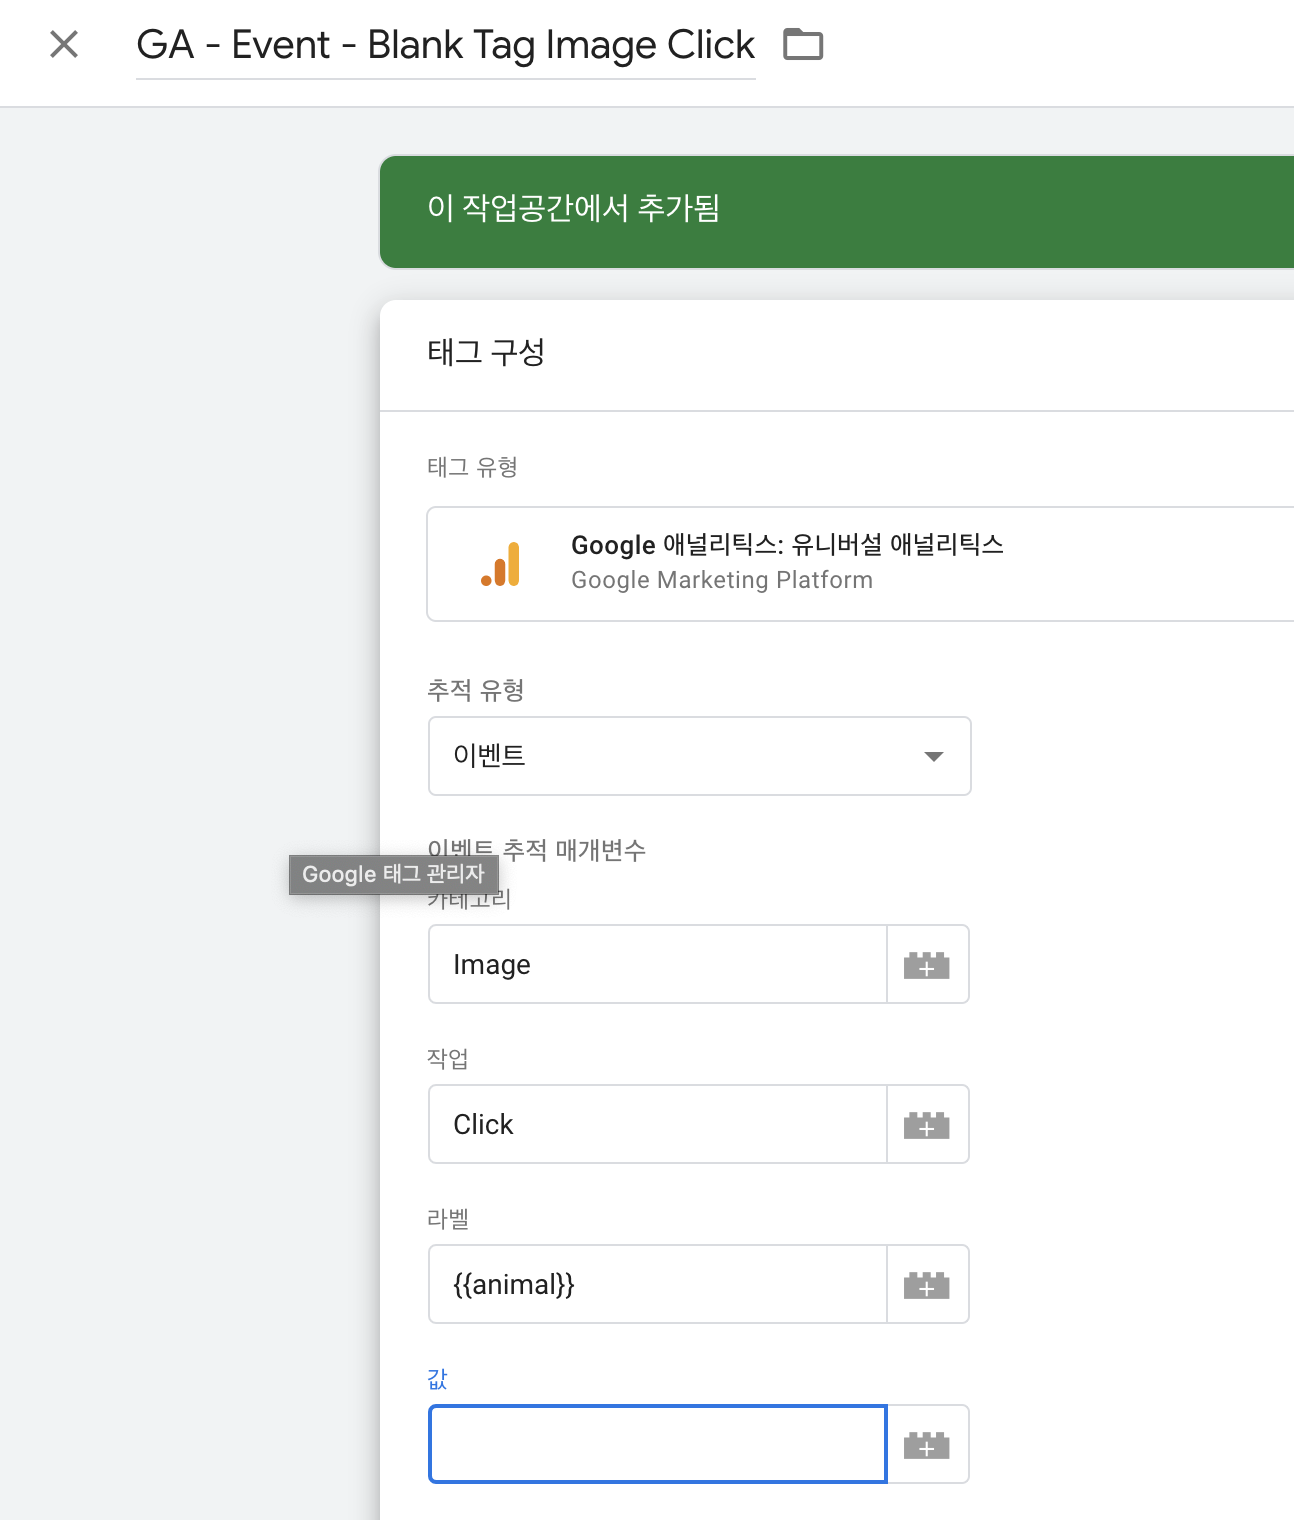 GA - Event - Blank Tag Image Click
이 작업공간에서 추가됨
태그 구성
태그 유형
Google 애널리틱스: 유니버설 애널리틱스
Google Marketing Platform
추적 유형
이벤트
이벤트 추적 매개변수
Google 태그 관리자
카테고리
Image
작업
Click
라벨
{{animal}}
값